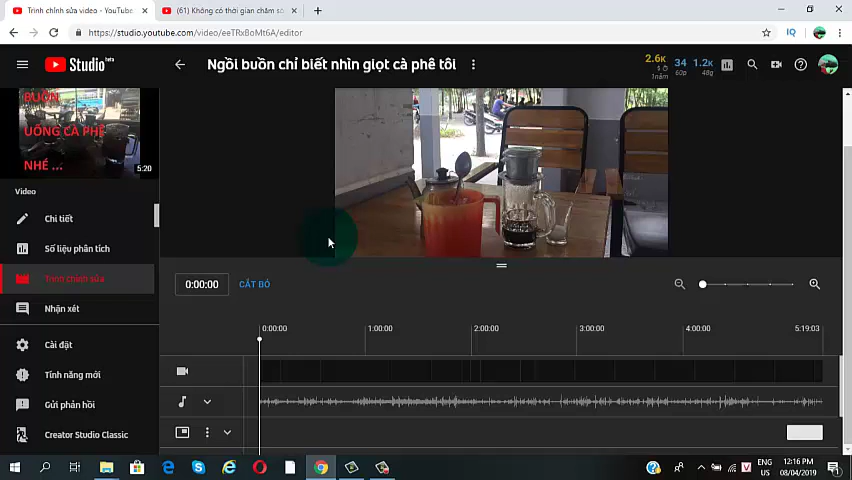 Trình chỉnh sửa video - YouTube
(61) Không có thời gian chăm só
https://studio.youtube.com/video/eeTRxBoMt6A/editor
IQ
Studio beta
Ngồi buồn chỉ biết nhìn giọt cà phê tôi
2.6K
1năm
34
60p
1.2K
48g
BUỒN
UỐNG CÀ PHÊ
NHÉ ...
5:20
Video
Chi tiết
Số liệu phân tích
Trình chỉnh sửa
Nhận xét
Cài đặt
Tính năng mới
Gửi phản hồi
Creator Studio Classic
0:00:00
CẮT BỎ
0:00:00
1:00:00
2:00:00
3:00:00
4:00:00
5:19:03
ENG
US
12:16 PM
08/04/2019